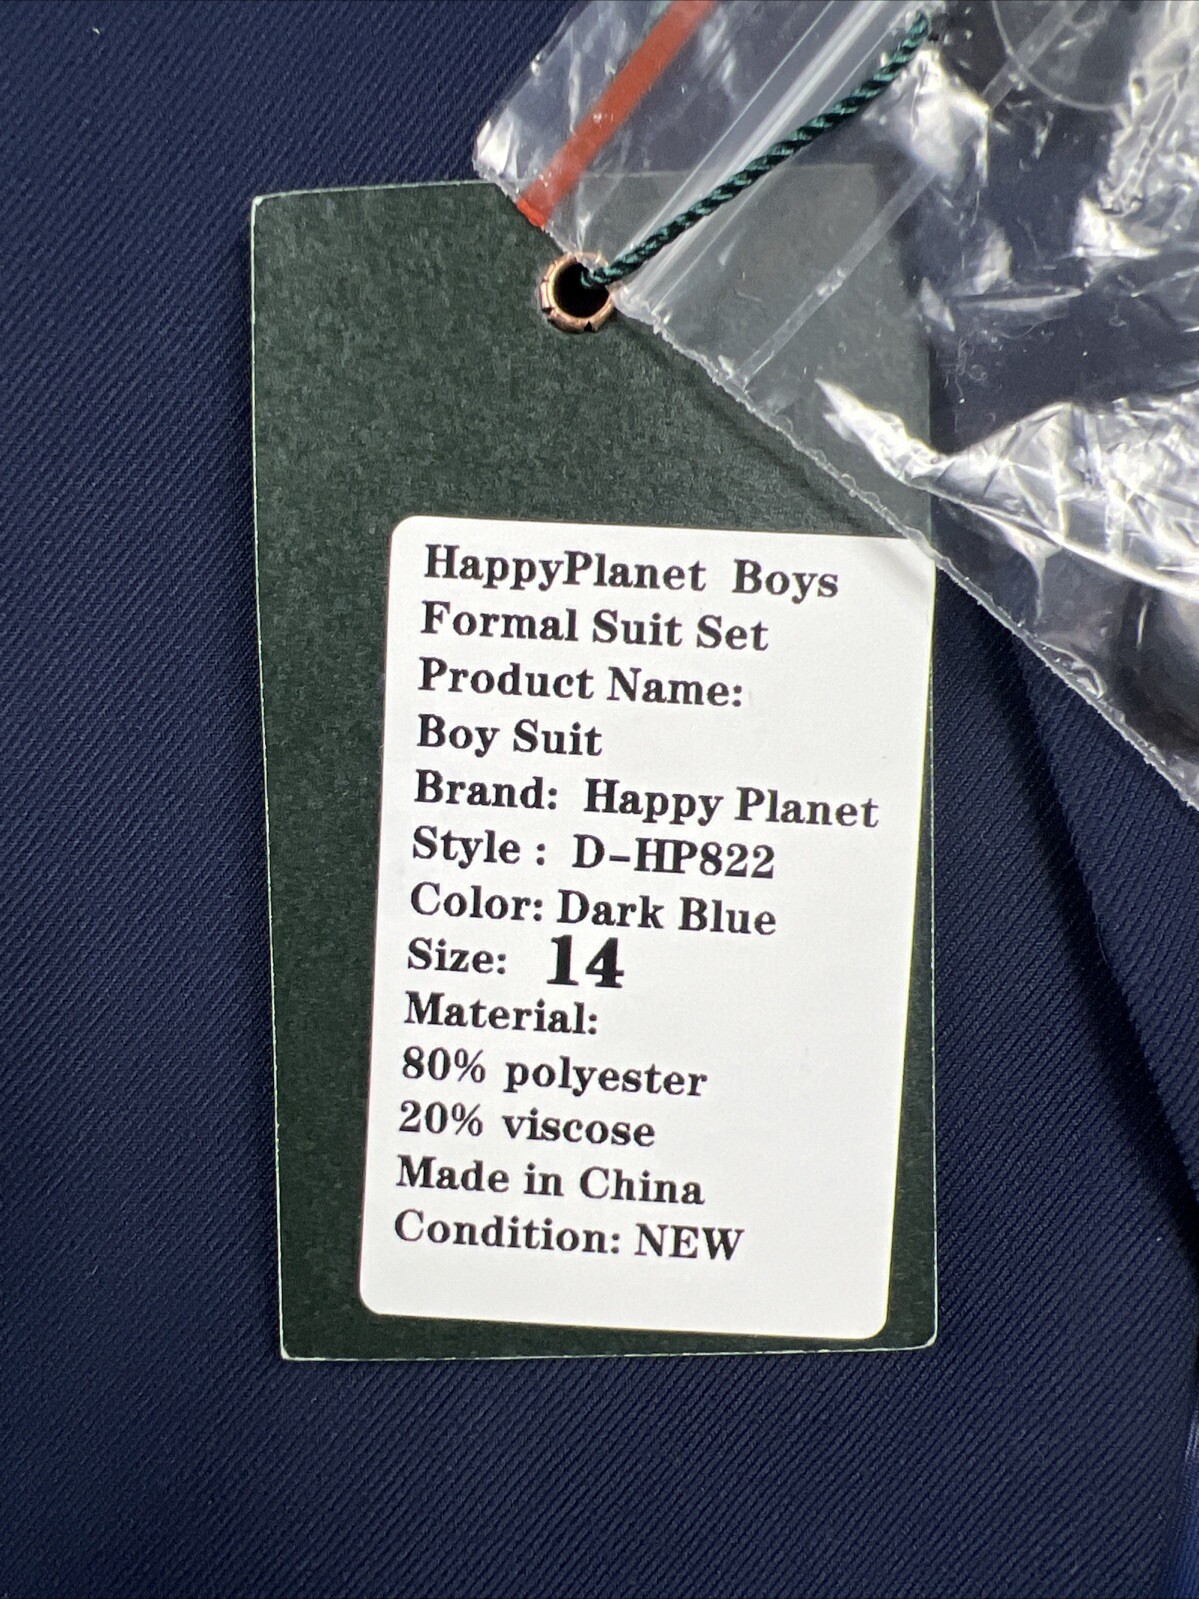 HappyPlanet Boys
Formal Suit Set
Product Name:
Boy Suit
Brand: Happy Planet
Style : D-HP822
Color: Dark Blue
Size: 14
Material:
80% polyester
20% viscose
Made in China
Condition: NEW